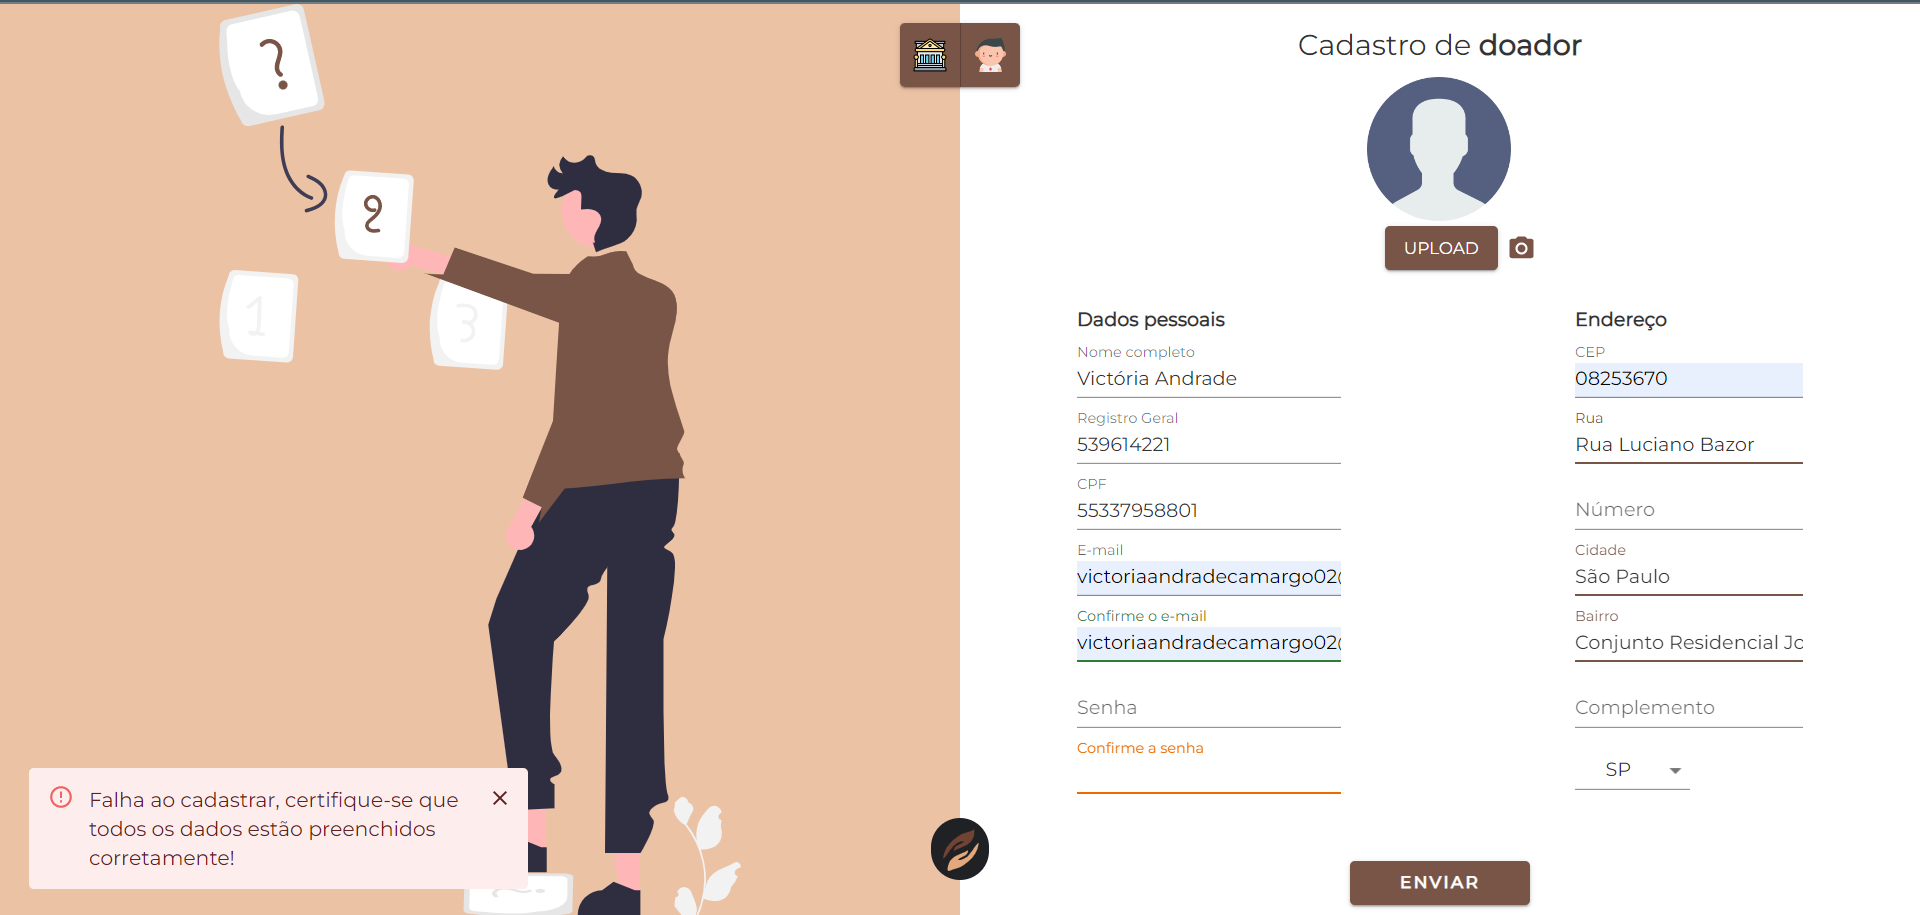 ?
2
1
3
Falha ao cadastrar, certifique-se que
todos os dados estão preenchidos
corretamente!
Cadastro de doador
UPLOAD
Dados pessoais
Nome completo
Victória Andrade
Registro Geral
539614221
CPF
55337958801
E-mail
victoriaandradecamargo02(
Confirme o e-mail
victoriaandradecamargo02(
Senha
Confirme a senha
Endereço
CEP
08253670
Rua
Rua Luciano Bazor
Número
Cidade
São Paulo
Bairro
Conjunto Residencial Jo
Complemento
SP
ENVIAR